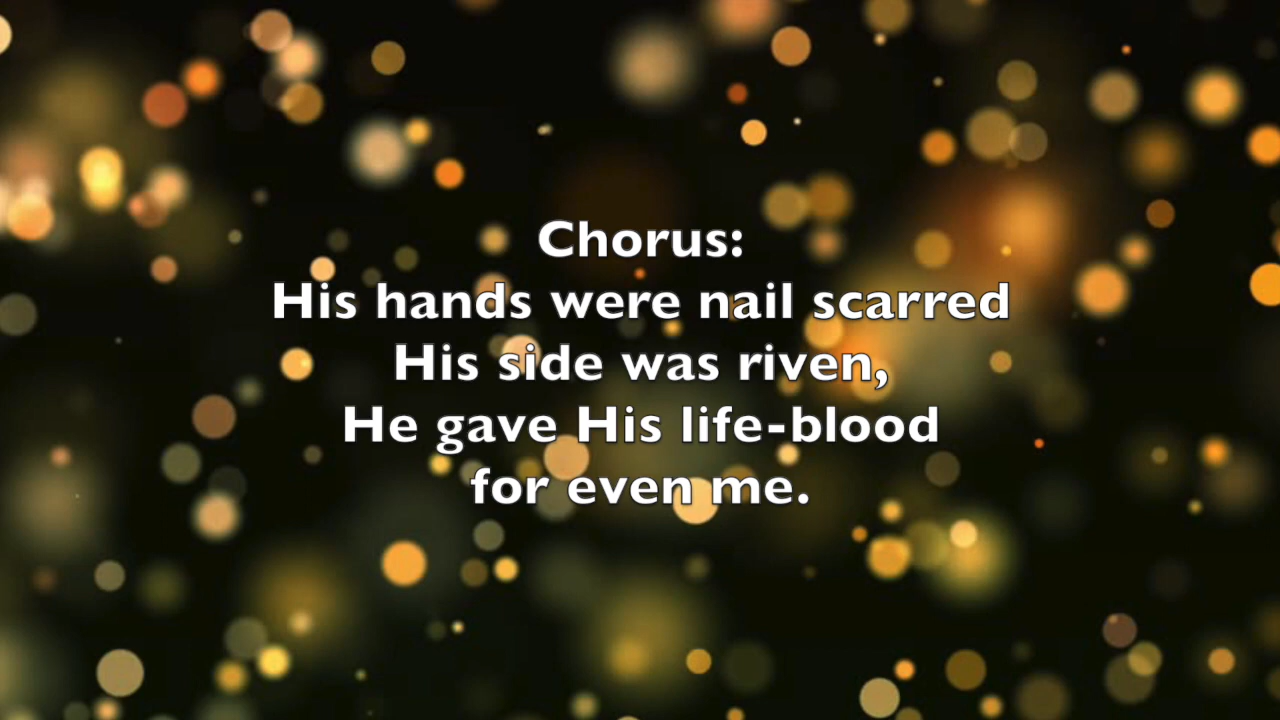 Chorus:
His hands were nail scarred
His side was riven,
He gave His life-blood
for even me.